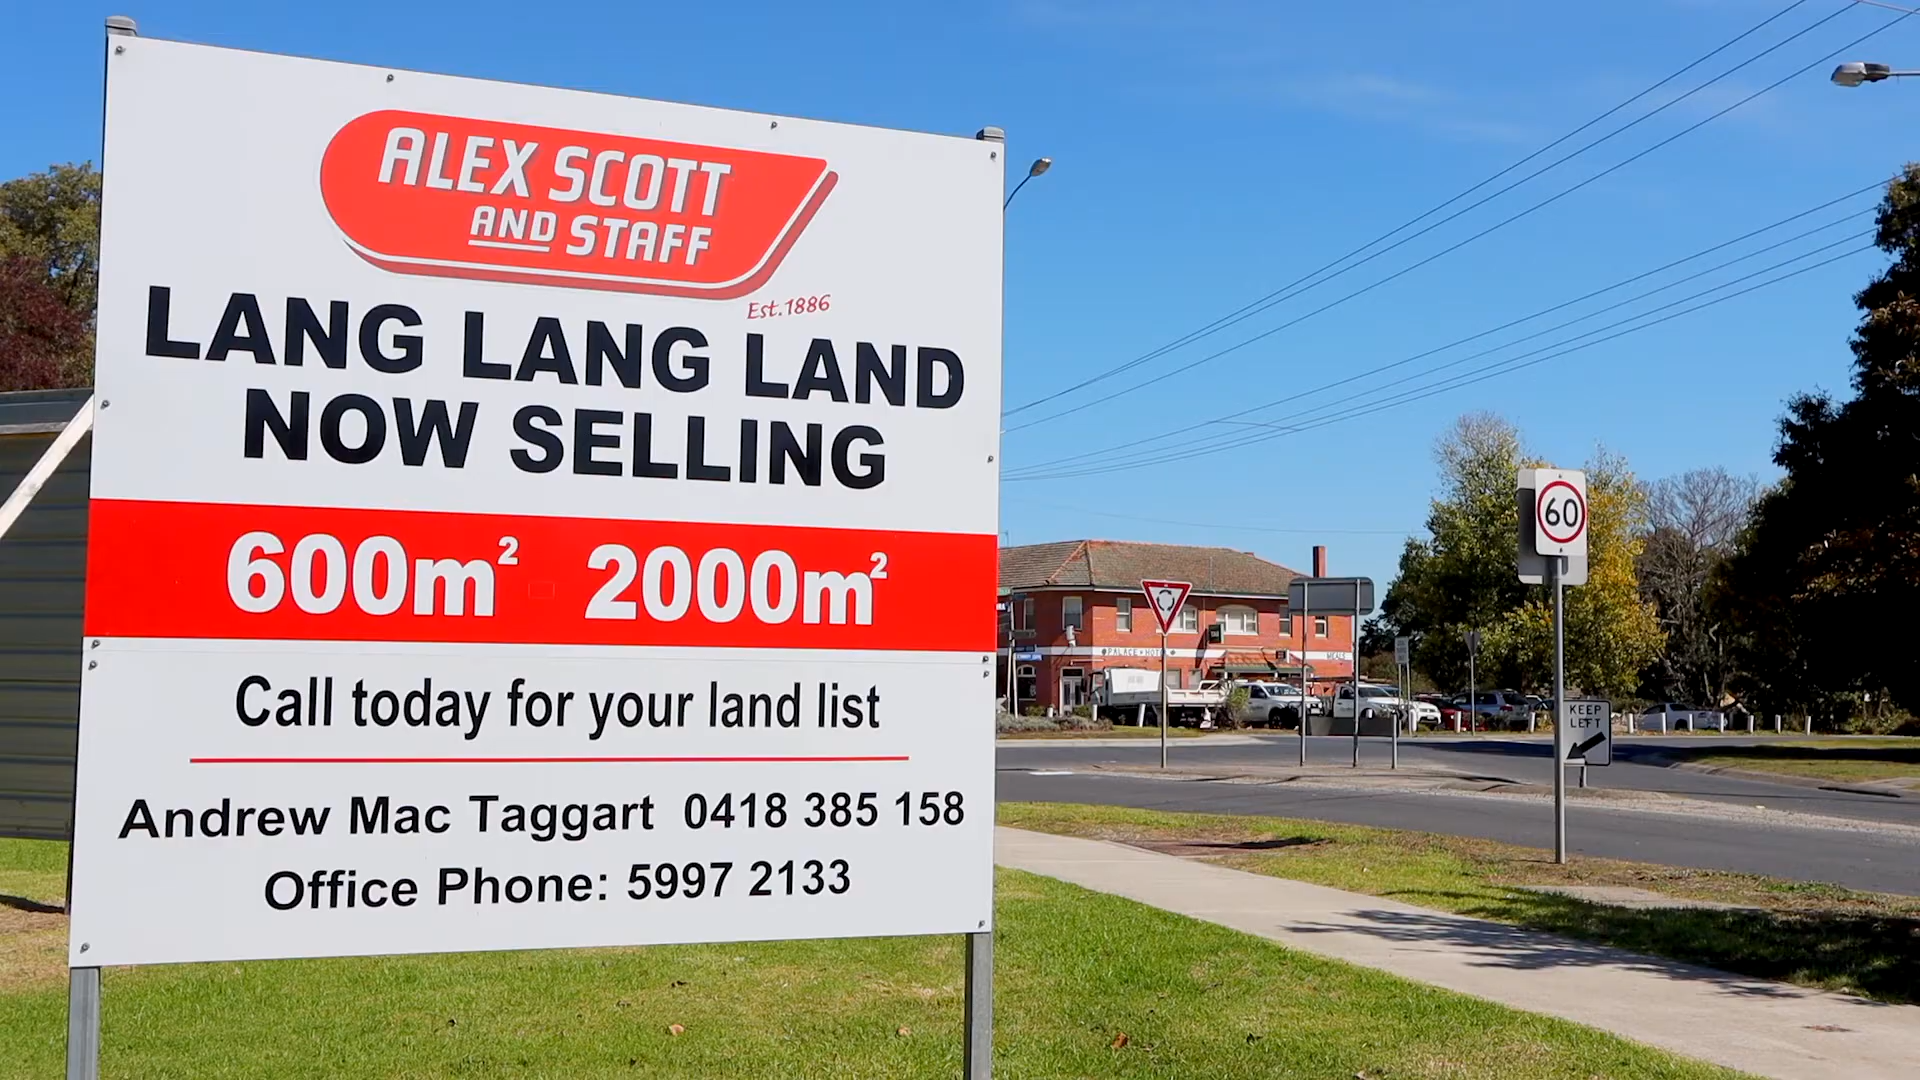 ALEX SCOTT
AND STAFF
Est.1886
LANG LANG LAND
NOW SELLING
600m² 2000m²
Call today for your land list
Andrew Mac Taggart 0418 385 158
Office Phone: 5997 2133
60
PALACE HOTEL
MEALS
KEEP
LEFT